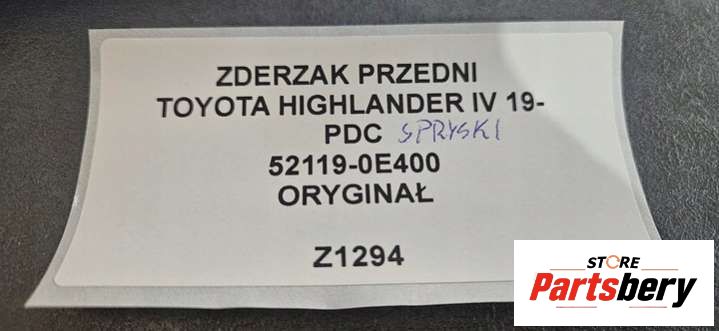 ZDERZAK PRZEDNI
TOYOTA HIGHLANDER IV 19-
PDC SPRYSKI
52119-0E400
ORYGINAŁ
Z1294
STORE
Partsbery